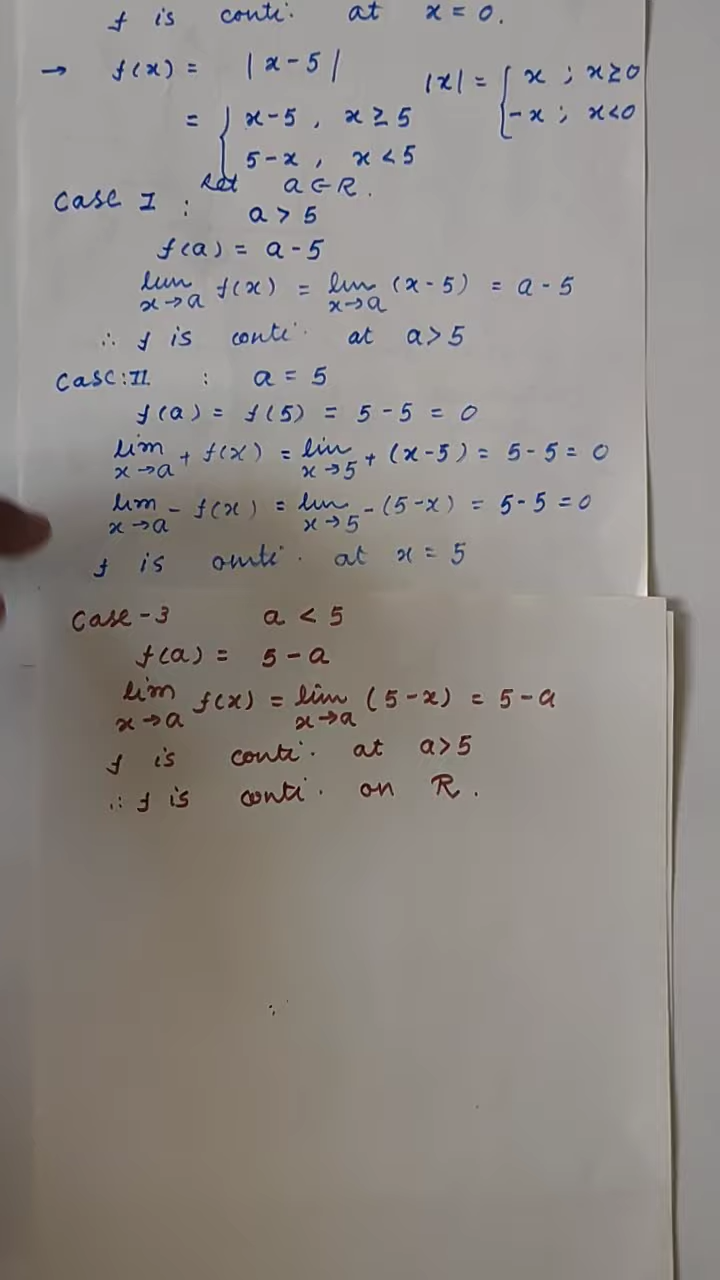 f is conti. at x = 0.
→ f(x) = |x-5| |x| = { x ; x≥0
-x ; x<0
= { x-5 , x ≥ 5
5-x , x < 5
Let a ∈ R.
Case I : a > 5
f(a) = a - 5
lim x→a f(x) = lim x→a (x-5) = a - 5
∴ f is conti. at a > 5
Case:II : a = 5
f(a) = f(5) = 5 - 5 = 0
lim x→a + f(x) = lim x→5 + (x-5) = 5 - 5 = 0
lim x→a - f(x) = lim x→5 - (5-x) = 5 - 5 = 0
f is conti. at x = 5
Case-3 a < 5
f(a) = 5 - a
lim x→a f(x) = lim x→a (5-x) = 5 - a
f is conti. at a>5
∴ f is conti. on R.